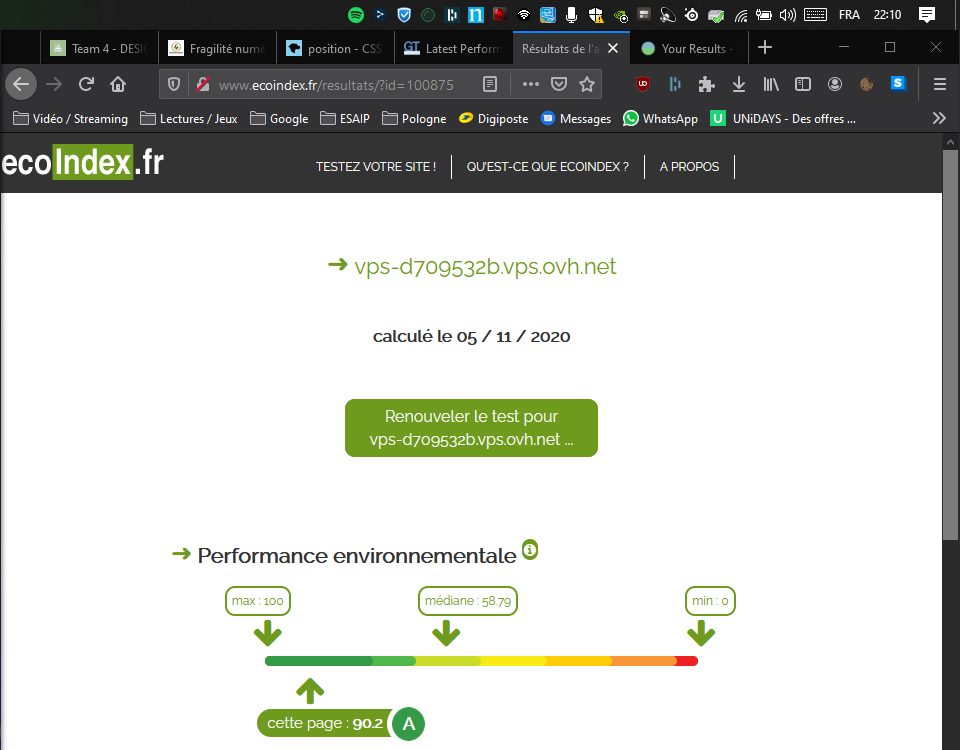 FRA 22:10
Team 4 - DESIG
Fragilité numé
position - CSS
GT Latest Perform
Résultats de l'a
Your Results -
www.ecoindex.fr/resultats/?id=100875
Vidéo / Streaming
Lectures / Jeux
Google
ESAIP
Pologne
Digiposte
Messages
WhatsApp
U UNiDAYS - Des offres ...
ecoIndex.fr
TESTEZ VOTRE SITE !
QU'EST-CE QUE ECOINDEX ?
A PROPOS
vps-d709532b.vps.ovh.net
calculé le 05 / 11 / 2020
Renouveler le test pour
vps-d709532b.vps.ovh.net ...
Performance environnementale
max : 100
médiane : 58.79
min : 0
cette page : 90.2 A